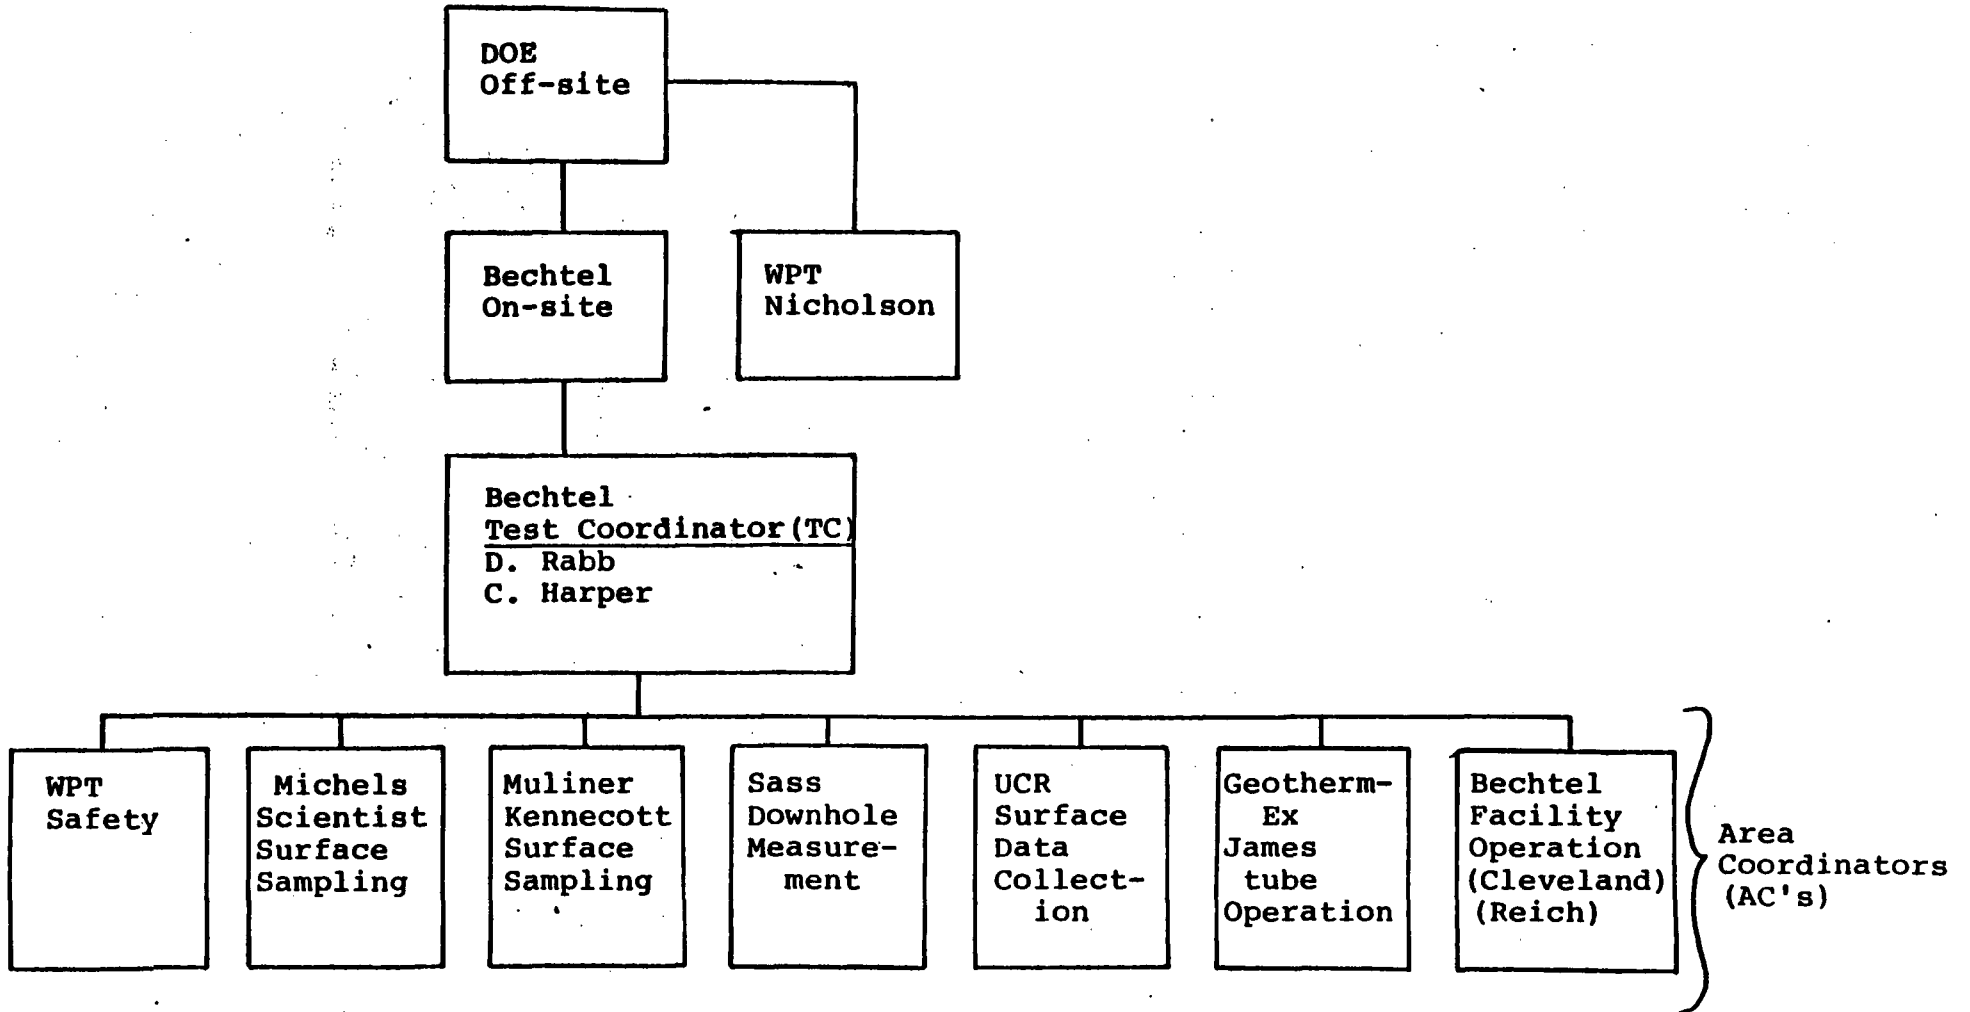 DOE
Off-site
Bechtel
On-site
WPT
Nicholson
Bechtel
Test Coordinator(TC)
D. Rabb
C. Harper
WPT
Safety
Michels
Scientist
Surface
Sampling
Muliner
Kennecott
Surface
Sampling
Sass
Downhole
Measure-
ment
UCR
Surface
Data
Collect-
ion
Geotherm-
Ex
James
tube
Operation
Bechtel
Facility
Operation
(Cleveland)
(Reich)
Area
Coordinators
(AC's)